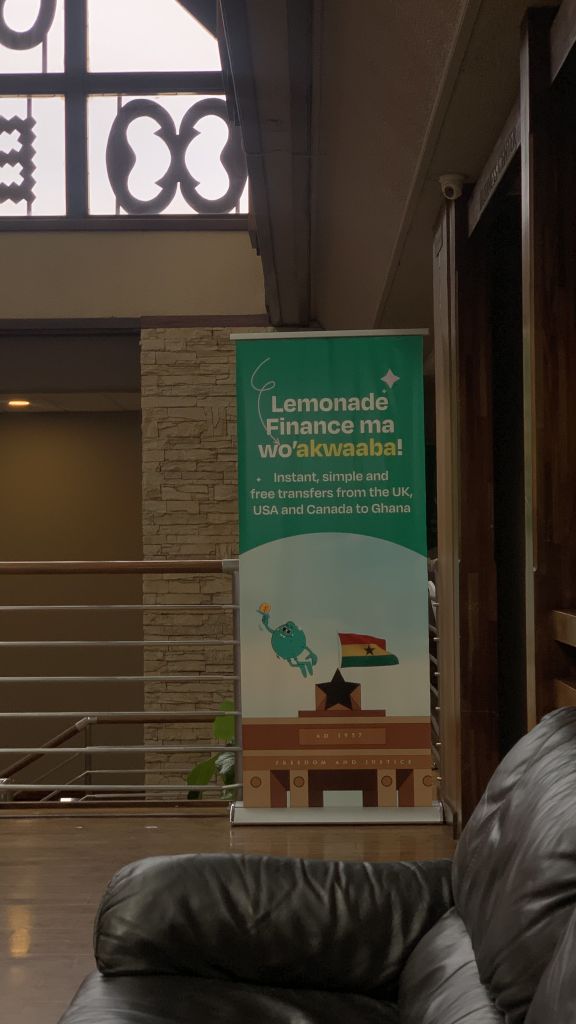 Lemonade
Finance ma
wo'akwaaba!
Instant, simple and
free transfers from the UK,
USA and Canada to Ghana
AD 1957
FREEDOM AND JUSTICE